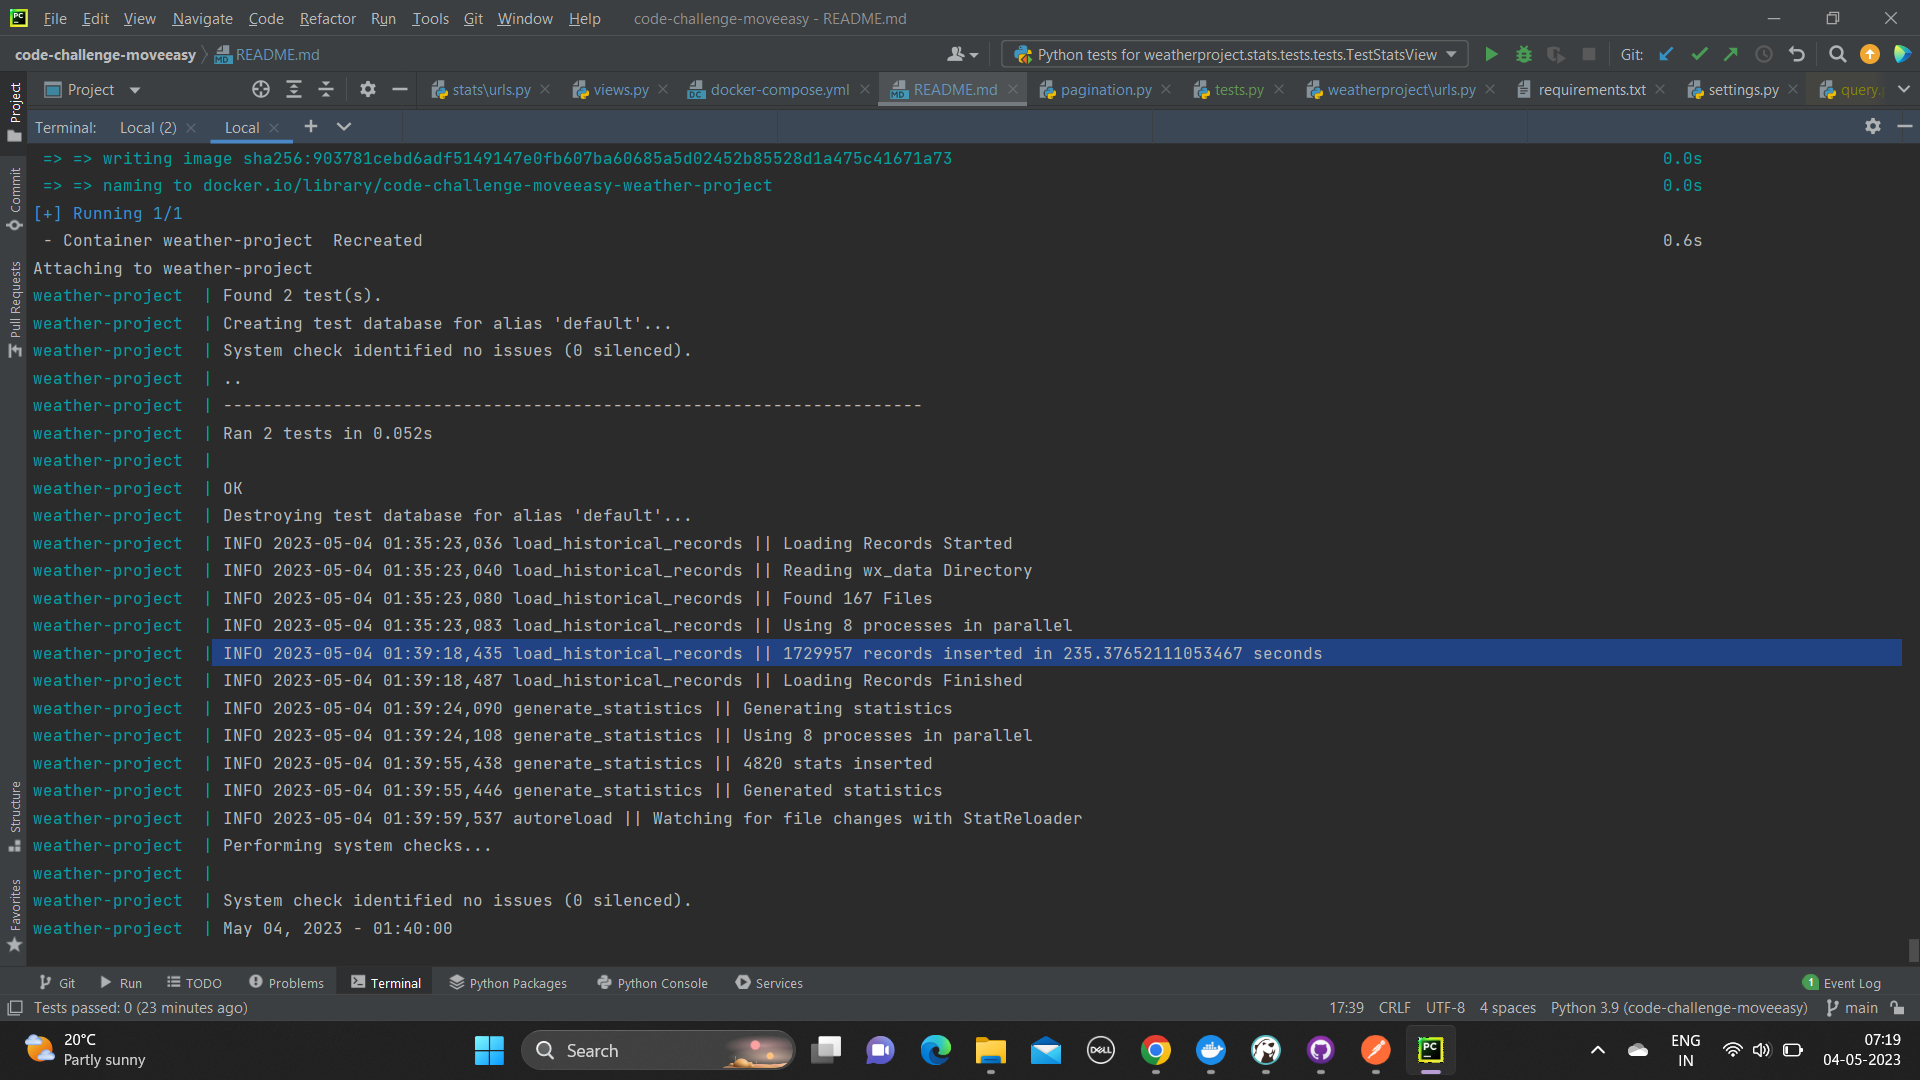 File Edit View Navigate Code Refactor Run Tools Git Window Help code-challenge-moveeasy - README.md
code-challenge-moveeasy README.md Python tests for weatherproject.stats.tests.tests.TestStatsView Git:
Project stats\urls.py views.py docker-compose.yml README.md pagination.py tests.py weatherproject\urls.py requirements.txt settings.py query.
Terminal: Local (2) Local
=> => writing image sha256:903781cebd6adf5149147e0fb607ba60685a5d02452b85528d1a475c41671a73 0.0s
=> => naming to docker.io/library/code-challenge-moveeasy-weather-project 0.0s
[+] Running 1/1
- Container weather-project  Recreated 0.6s
Attaching to weather-project
weather-project  | Found 2 test(s).
weather-project  | Creating test database for alias 'default'...
weather-project  | System check identified no issues (0 silenced).
weather-project  | ..
weather-project  | ----------------------------------------------------------------------
weather-project  | Ran 2 tests in 0.052s
weather-project  |
weather-project  | OK
weather-project  | Destroying test database for alias 'default'...
weather-project  | INFO 2023-05-04 01:35:23,036 load_historical_records || Loading Records Started
weather-project  | INFO 2023-05-04 01:35:23,040 load_historical_records || Reading wx_data Directory
weather-project  | INFO 2023-05-04 01:35:23,080 load_historical_records || Found 167 Files
weather-project  | INFO 2023-05-04 01:35:23,083 load_historical_records || Using 8 processes in parallel
weather-project  | INFO 2023-05-04 01:39:18,435 load_historical_records || 1729957 records inserted in 235.37652111053467 seconds
weather-project  | INFO 2023-05-04 01:39:18,487 load_historical_records || Loading Records Finished
weather-project  | INFO 2023-05-04 01:39:24,090 generate_statistics || Generating statistics
weather-project  | INFO 2023-05-04 01:39:24,108 generate_statistics || Using 8 processes in parallel
weather-project  | INFO 2023-05-04 01:39:55,438 generate_statistics || 4820 stats inserted
weather-project  | INFO 2023-05-04 01:39:55,446 generate_statistics || Generated statistics
weather-project  | INFO 2023-05-04 01:39:59,537 autoreload || Watching for file changes with StatReloader
weather-project  | Performing system checks...
weather-project  |
weather-project  | System check identified no issues (0 silenced).
weather-project  | May 04, 2023 - 01:40:00
Project
Commit
Pull Requests
Structure
Favorites
Git Run TODO Problems Terminal Python Packages Python Console Services 1 Event Log
Tests passed: 0 (23 minutes ago) 17:39 CRLF UTF-8 4 spaces Python 3.9 (code-challenge-moveeasy) main
20°C
Partly sunny
Search
DELL
PC
ENG
IN
07:19
04-05-2023